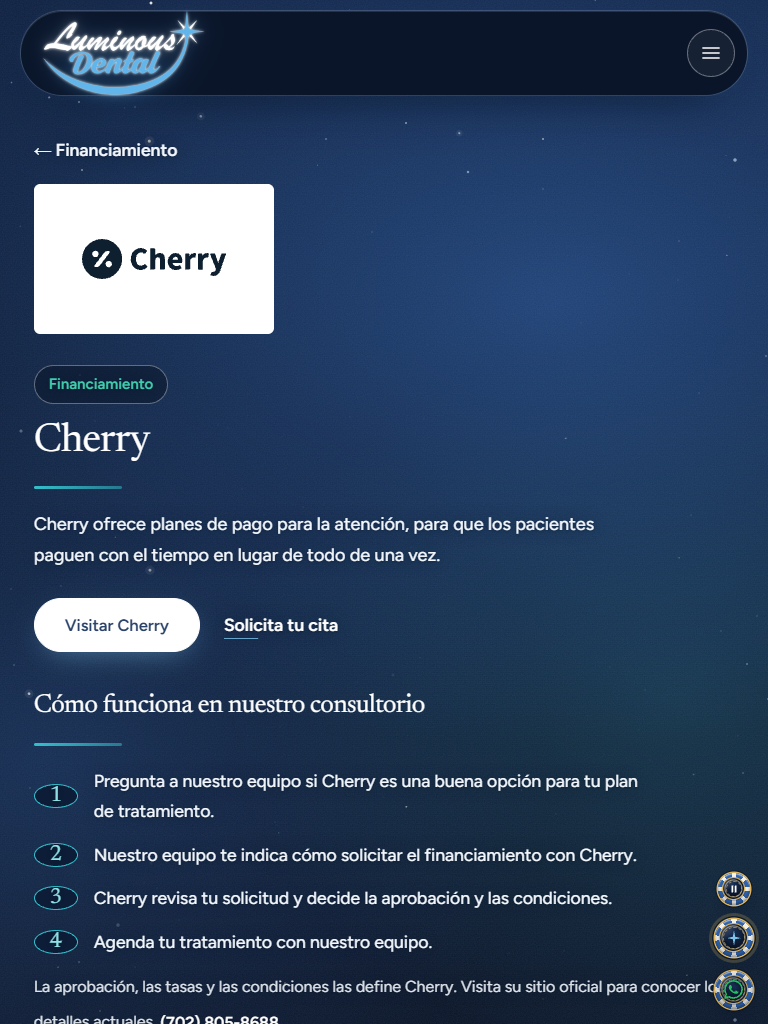 Luminous
Dental
← Financiamiento
Cherry
Financiamiento
Cherry
Cherry ofrece planes de pago para la atención, para que los pacientes
paguen con el tiempo en lugar de todo de una vez.
Visitar Cherry
Solicita tu cita
Cómo funciona en nuestro consultorio
1
Pregunta a nuestro equipo si Cherry es una buena opción para tu plan
de tratamiento.
2
Nuestro equipo te indica cómo solicitar el financiamiento con Cherry.
3
Cherry revisa tu solicitud y decide la aprobación y las condiciones.
4
Agenda tu tratamiento con nuestro equipo.
La aprobación, las tasas y las condiciones las define Cherry. Visita su sitio oficial para conocer
detalles actuales. (702) 805-8688